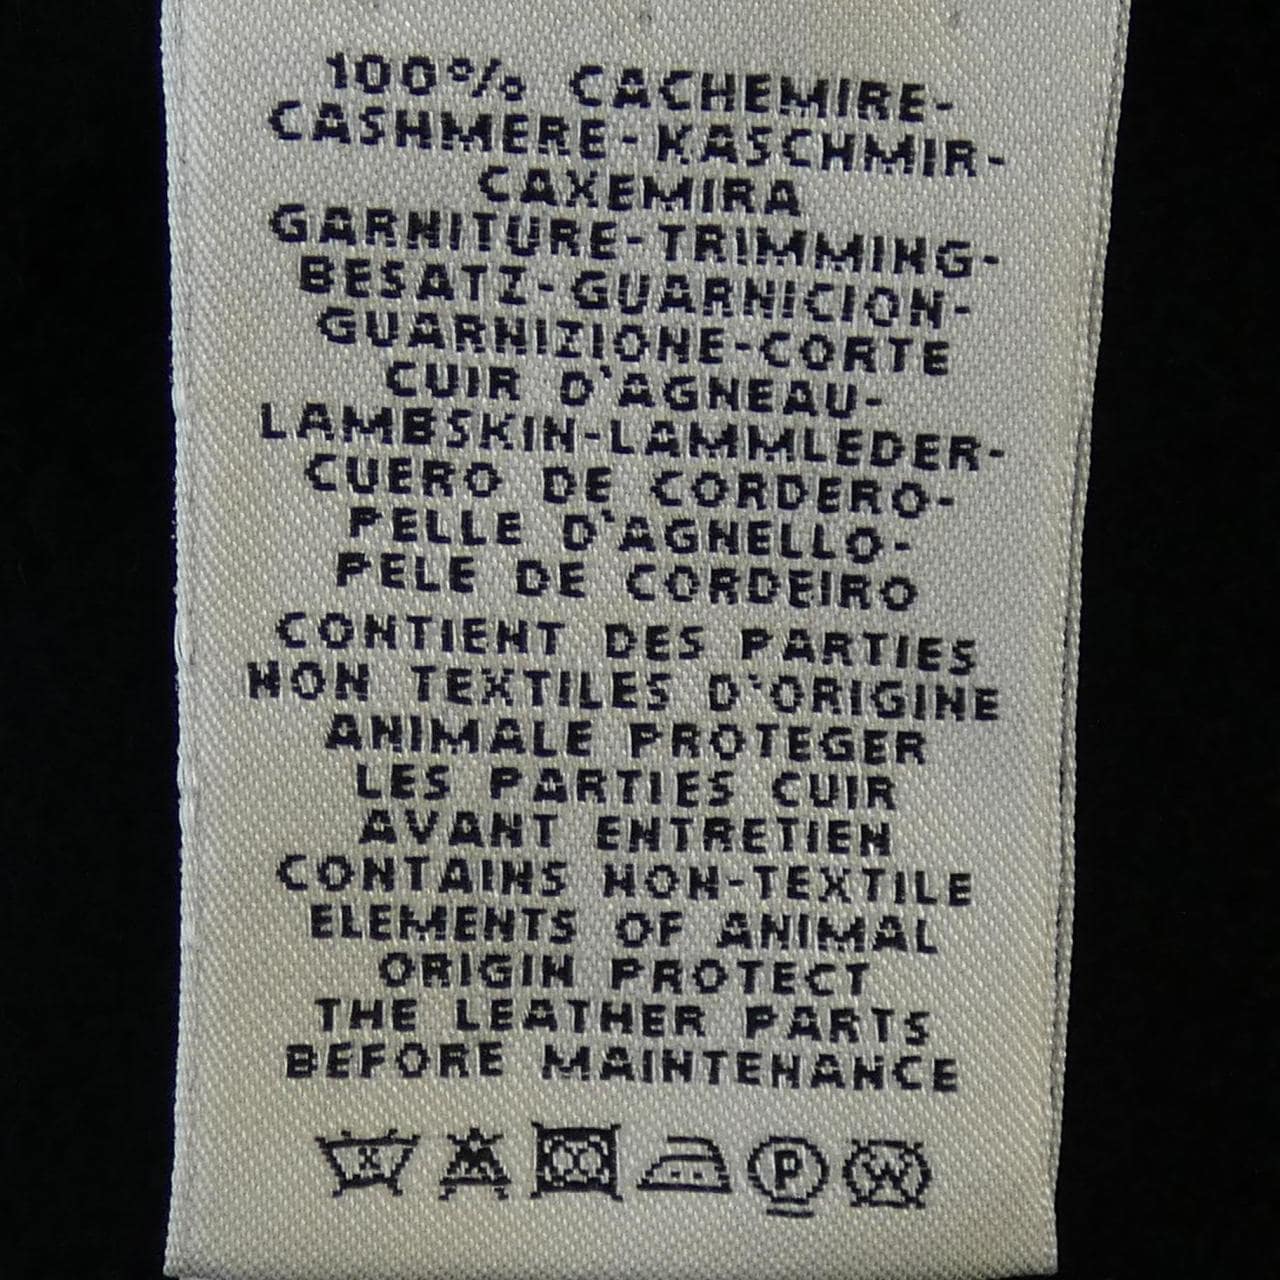 100% CACHEMIRE-
CASHMERE-KASCHMIR-
CAXEMIRA
GARNITURE-TRIMMING-
BESATZ-GUARNICION-
GUARNIZIONE-CORTE
CUIR D'AGNEAU-
LAMBSKIN-LAMMLEDER-
CUERO DE CORDERO-
PELLE D'AGNELLO-
PELE DE CORDEIRO
CONTIENT DES PARTIES
NON TEXTILES D'ORIGINE
ANIMALE PROTEGER
LES PARTIES CUIR
AVANT ENTRETIEN
CONTAINS NON-TEXTILE
ELEMENTS OF ANIMAL
ORIGIN PROTECT
THE LEATHER PARTS
BEFORE MAINTENANCE
P W